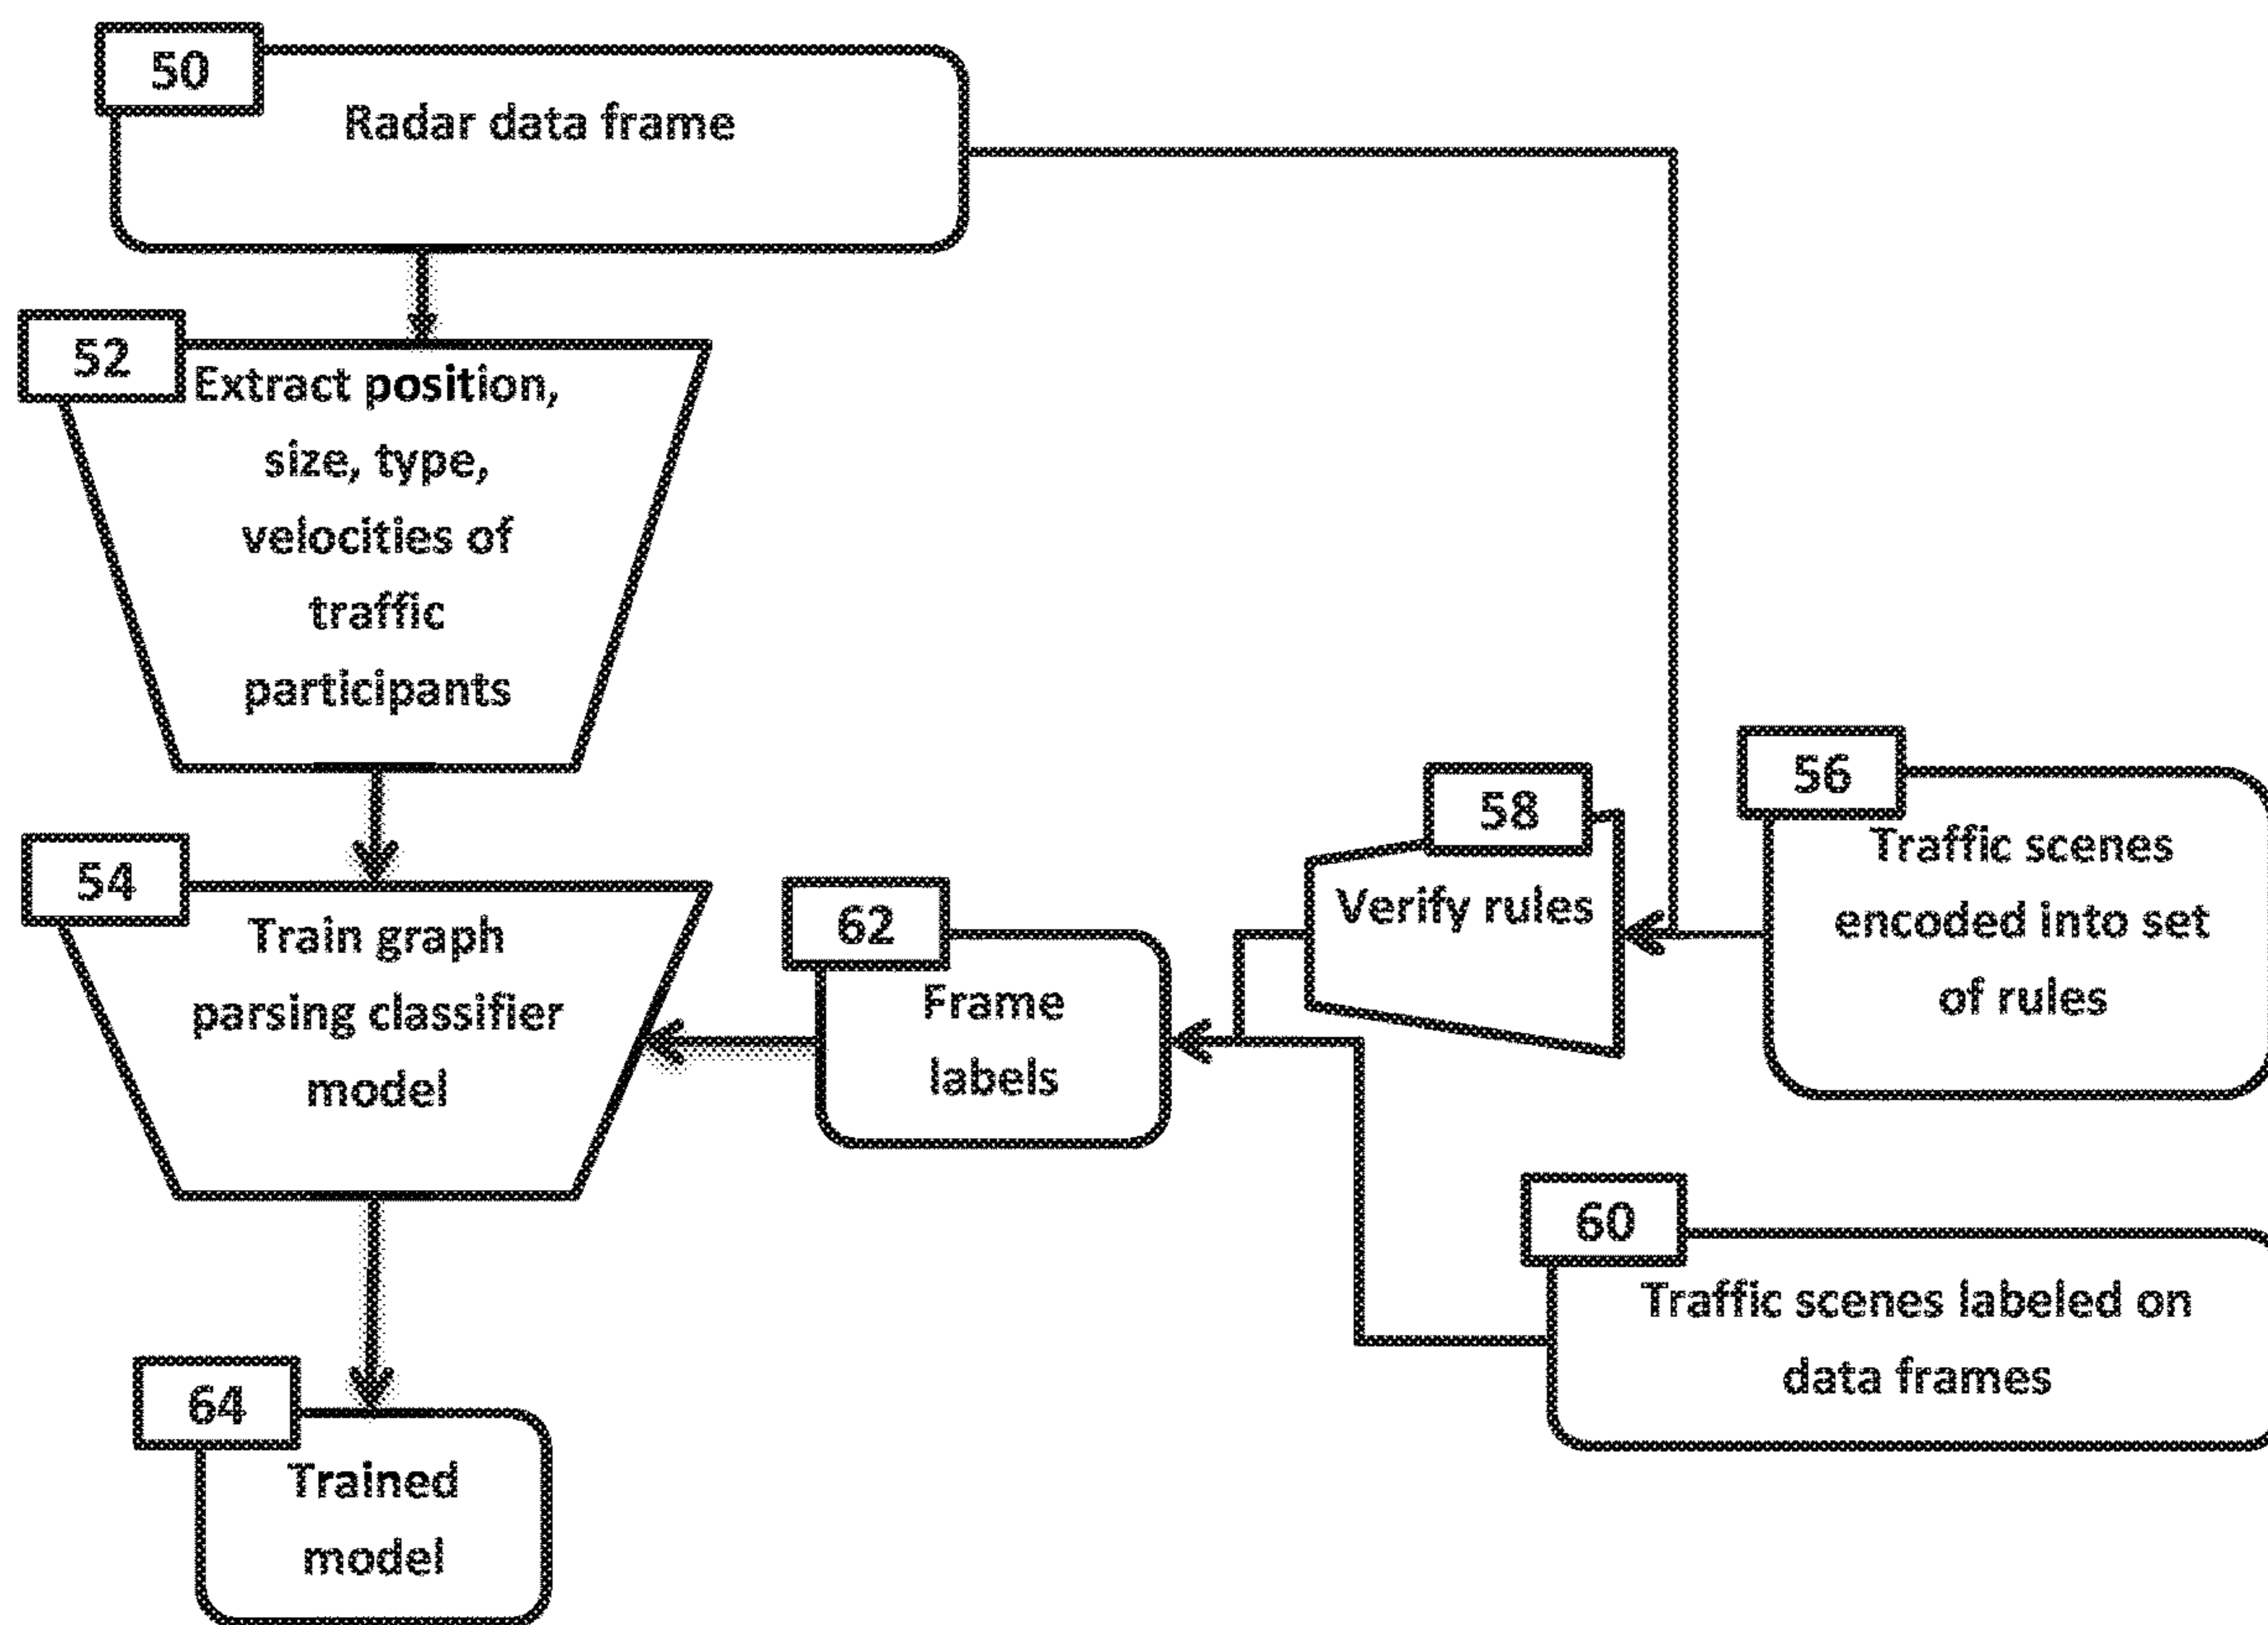 50
Radar data frame
52
Extract position,
size, type,
velocities of
traffic
participants
54
Train graph
parsing classifier
model
62
Frame
labels
58
Verify rules
56
Traffic scenes
encoded into set
of rules
60
Traffic scenes labeled on
data frames
64
Trained
model